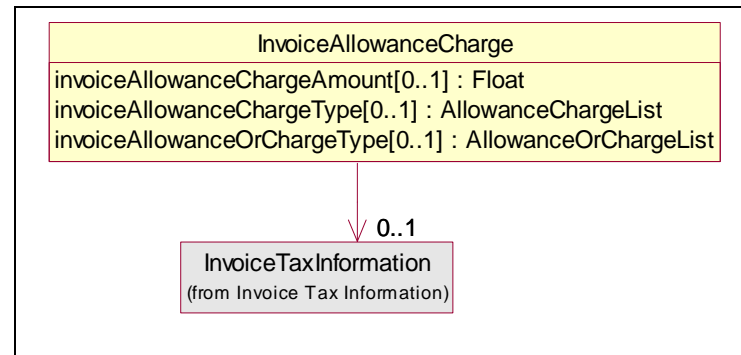 InvoiceAllowanceCharge
invoiceAllowanceChargeAmount[0..1] : Float
invoiceAllowanceChargeType[0..1] : AllowanceChargeList
invoiceAllowanceOrChargeType[0..1] : AllowanceOrChargeList
0..1
InvoiceTaxInformation
(from Invoice Tax Information)